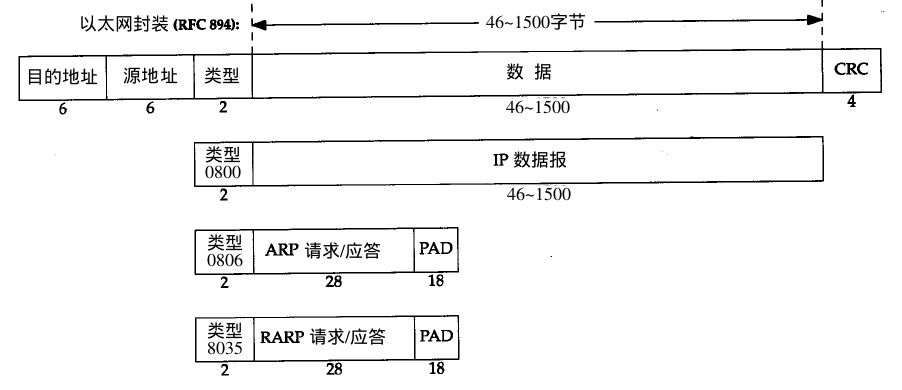 以太网封装 (RFC 894): 46~1500字节
目的地址 源地址 类型 数 据 CRC
6 6 2 46~1500 4
类型 IP 数据报
0800
2 46~1500
类型 ARP 请求/应答 PAD
0806
2 28 18
类型 RARP 请求/应答 PAD
8035
2 28 18